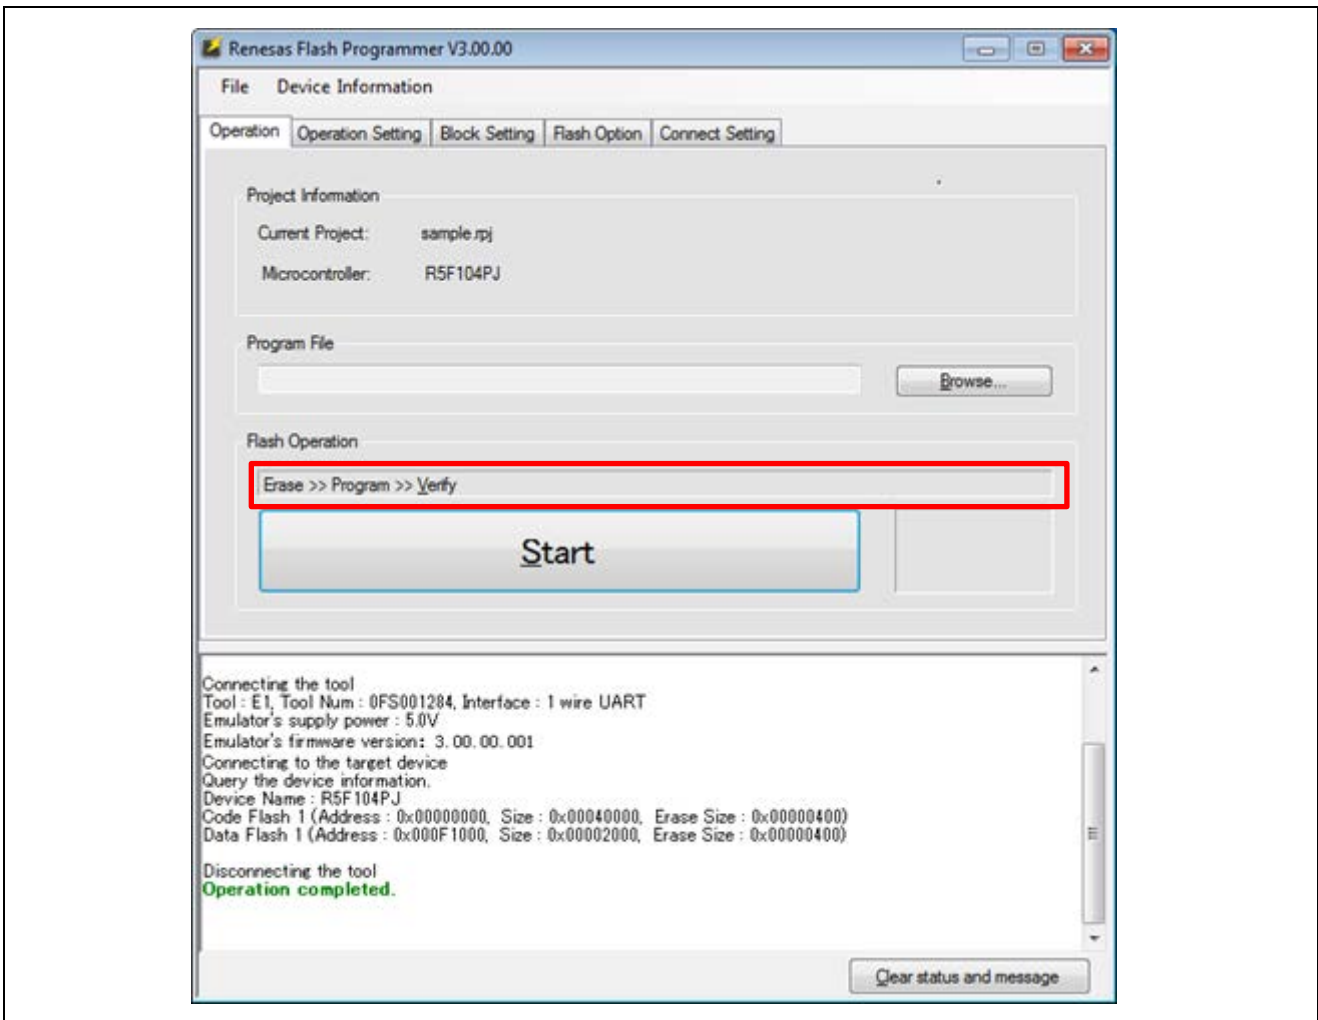 Renesas Flash Programmer V3.00.00
File Device Information
Operation Operation Setting Block Setting Flash Option Connect Setting
Project Information
Current Project: sample.rpj
Microcontroller: R5F104PJ
Program File
Browse...
Flash Operation
Erase >> Program >> Verify
Start
Connecting the tool
Tool : E1, Tool Num : 0FS001284, Interface : 1 wire UART
Emulator's supply power : 5.0V
Emulator's firmware version: 3.00.00.001
Connecting to the target device
Query the device information.
Device Name : R5F104PJ
Code Flash 1 (Address : 0x00000000, Size : 0x00040000, Erase Size : 0x00000400)
Data Flash 1 (Address : 0x000F1000, Size : 0x00002000, Erase Size : 0x00000400)
Disconnecting the tool
Operation completed.
Clear status and message